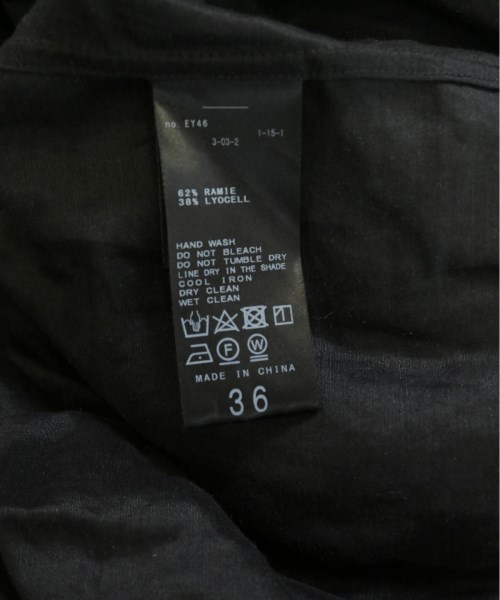 no. EY46
3-03-2 1-15-1
62% RAMIE
38% LYOCELL
HAND WASH
DO NOT BLEACH
DO NOT TUMBLE DRY
LINE DRY IN THE SHADE
COOL IRON
DRY CLEAN
WET CLEAN
F W
MADE IN CHINA
36